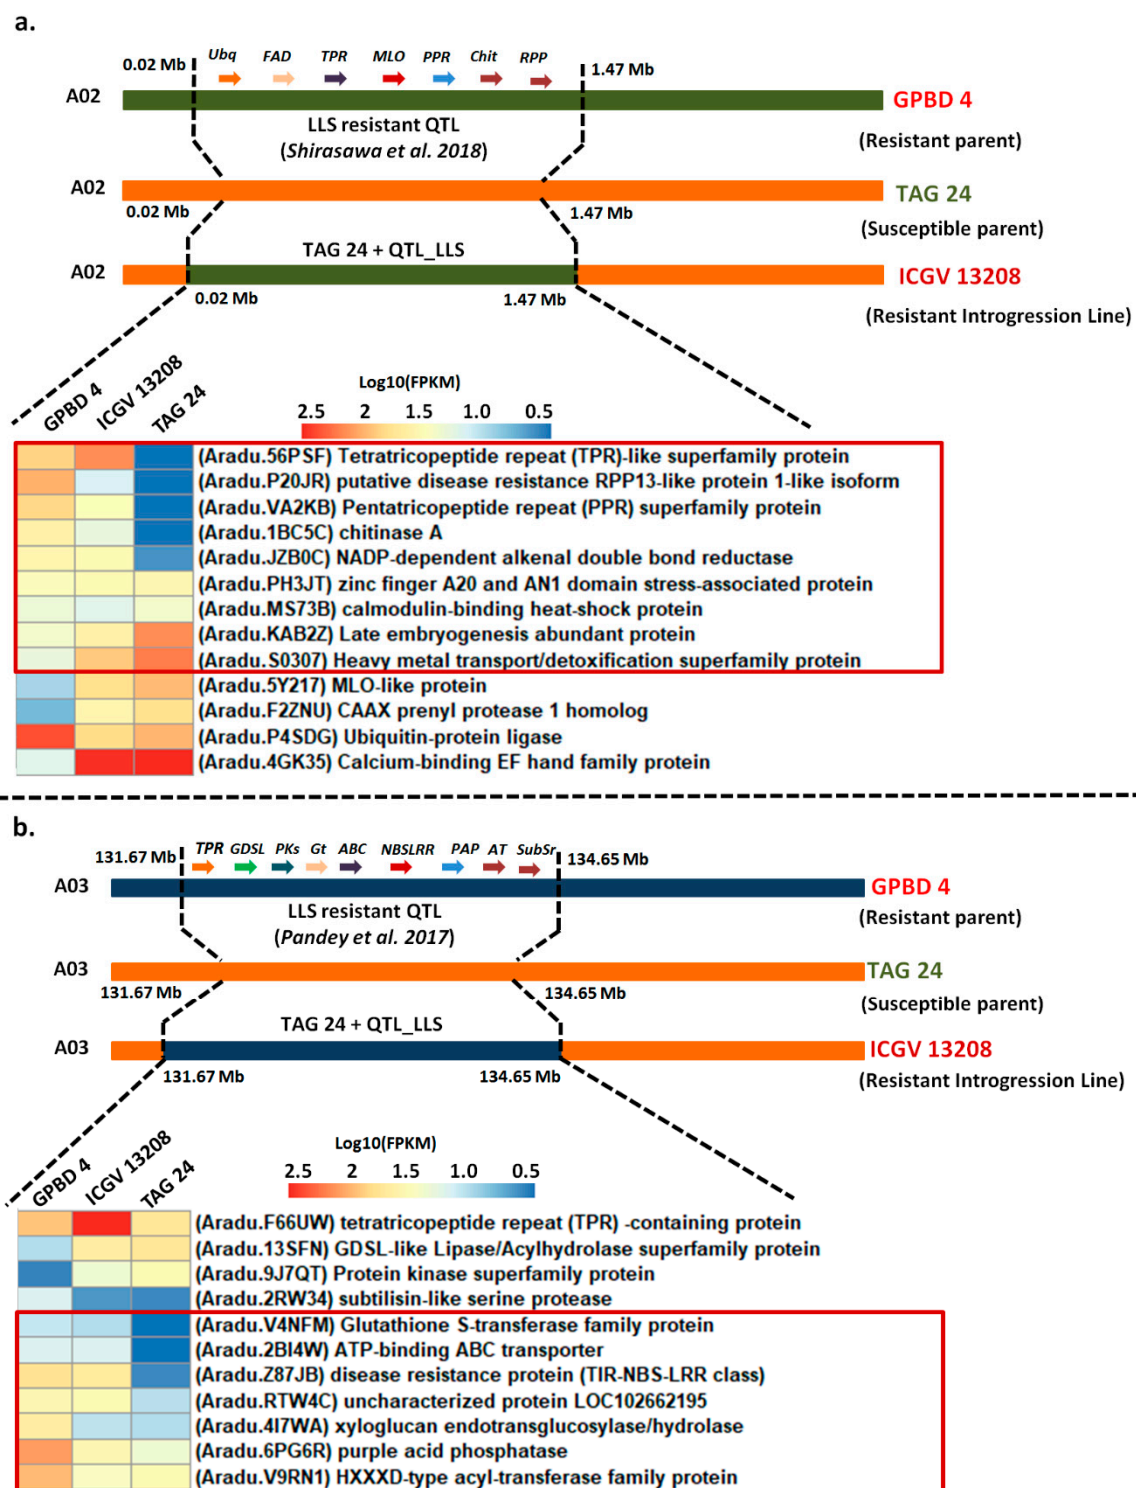 a.
Ubq FAD TPR MLO PPR Chit RPP
0.02 Mb 1.47 Mb
A02 GPBD 4
LLS resistant QTL
(Shirasawa et al. 2018)
(Resistant parent)
A02 TAG 24
0.02 Mb 1.47 Mb
(Susceptible parent)
TAG 24 + QTL_LLS
A02 ICGV 13208
0.02 Mb 1.47 Mb
(Resistant Introgression Line)
GPBD 4 ICGV 13208 TAG 24
Log10(FPKM)
2.5 2 1.5 1.0 0.5
(Aradu.56PSF) Tetratricopeptide repeat (TPR)-like superfamily protein
(Aradu.P20JR) putative disease resistance RPP13-like protein 1-like isoform
(Aradu.VA2KB) Pentatricopeptide repeat (PPR) superfamily protein
(Aradu.1BC5C) chitinase A
(Aradu.JZB0C) NADP-dependent alkenal double bond reductase
(Aradu.PH3JT) zinc finger A20 and AN1 domain stress-associated protein
(Aradu.MS73B) calmodulin-binding heat-shock protein
(Aradu.KAB2Z) Late embryogenesis abundant protein
(Aradu.S0307) Heavy metal transport/detoxification superfamily protein
(Aradu.5Y217) MLO-like protein
(Aradu.F2ZNU) CAAX prenyl protease 1 homolog
(Aradu.P4SDG) Ubiquitin-protein ligase
(Aradu.4GK35) Calcium-binding EF hand family protein
b.
TPR GDSL PKs Gt ABC NBSLRR PAP AT SubSr
131.67 Mb 134.65 Mb
A03 GPBD 4
LLS resistant QTL
(Pandey et al. 2017)
(Resistant parent)
A03 TAG 24
131.67 Mb 134.65 Mb
(Susceptible parent)
TAG 24 + QTL_LLS
A03 ICGV 13208
131.67 Mb 134.65 Mb
(Resistant Introgression Line)
GPBD 4 ICGV 13208 TAG 24
Log10(FPKM)
2.5 2 1.5 1.0 0.5
(Aradu.F66UW) tetratricopeptide repeat (TPR) -containing protein
(Aradu.13SFN) GDSL-like Lipase/Acylhydrolase superfamily protein
(Aradu.9J7QT) Protein kinase superfamily protein
(Aradu.2RW34) subtilisin-like serine protease
(Aradu.V4NFM) Glutathione S-transferase family protein
(Aradu.2BI4W) ATP-binding ABC transporter
(Aradu.Z87JB) disease resistance protein (TIR-NBS-LRR class)
(Aradu.RTW4C) uncharacterized protein LOC102662195
(Aradu.4I7WA) xyloglucan endotransglucosylase/hydrolase
(Aradu.6PG6R) purple acid phosphatase
(Aradu.V9RN1) HXXXD-type acyl-transferase family protein